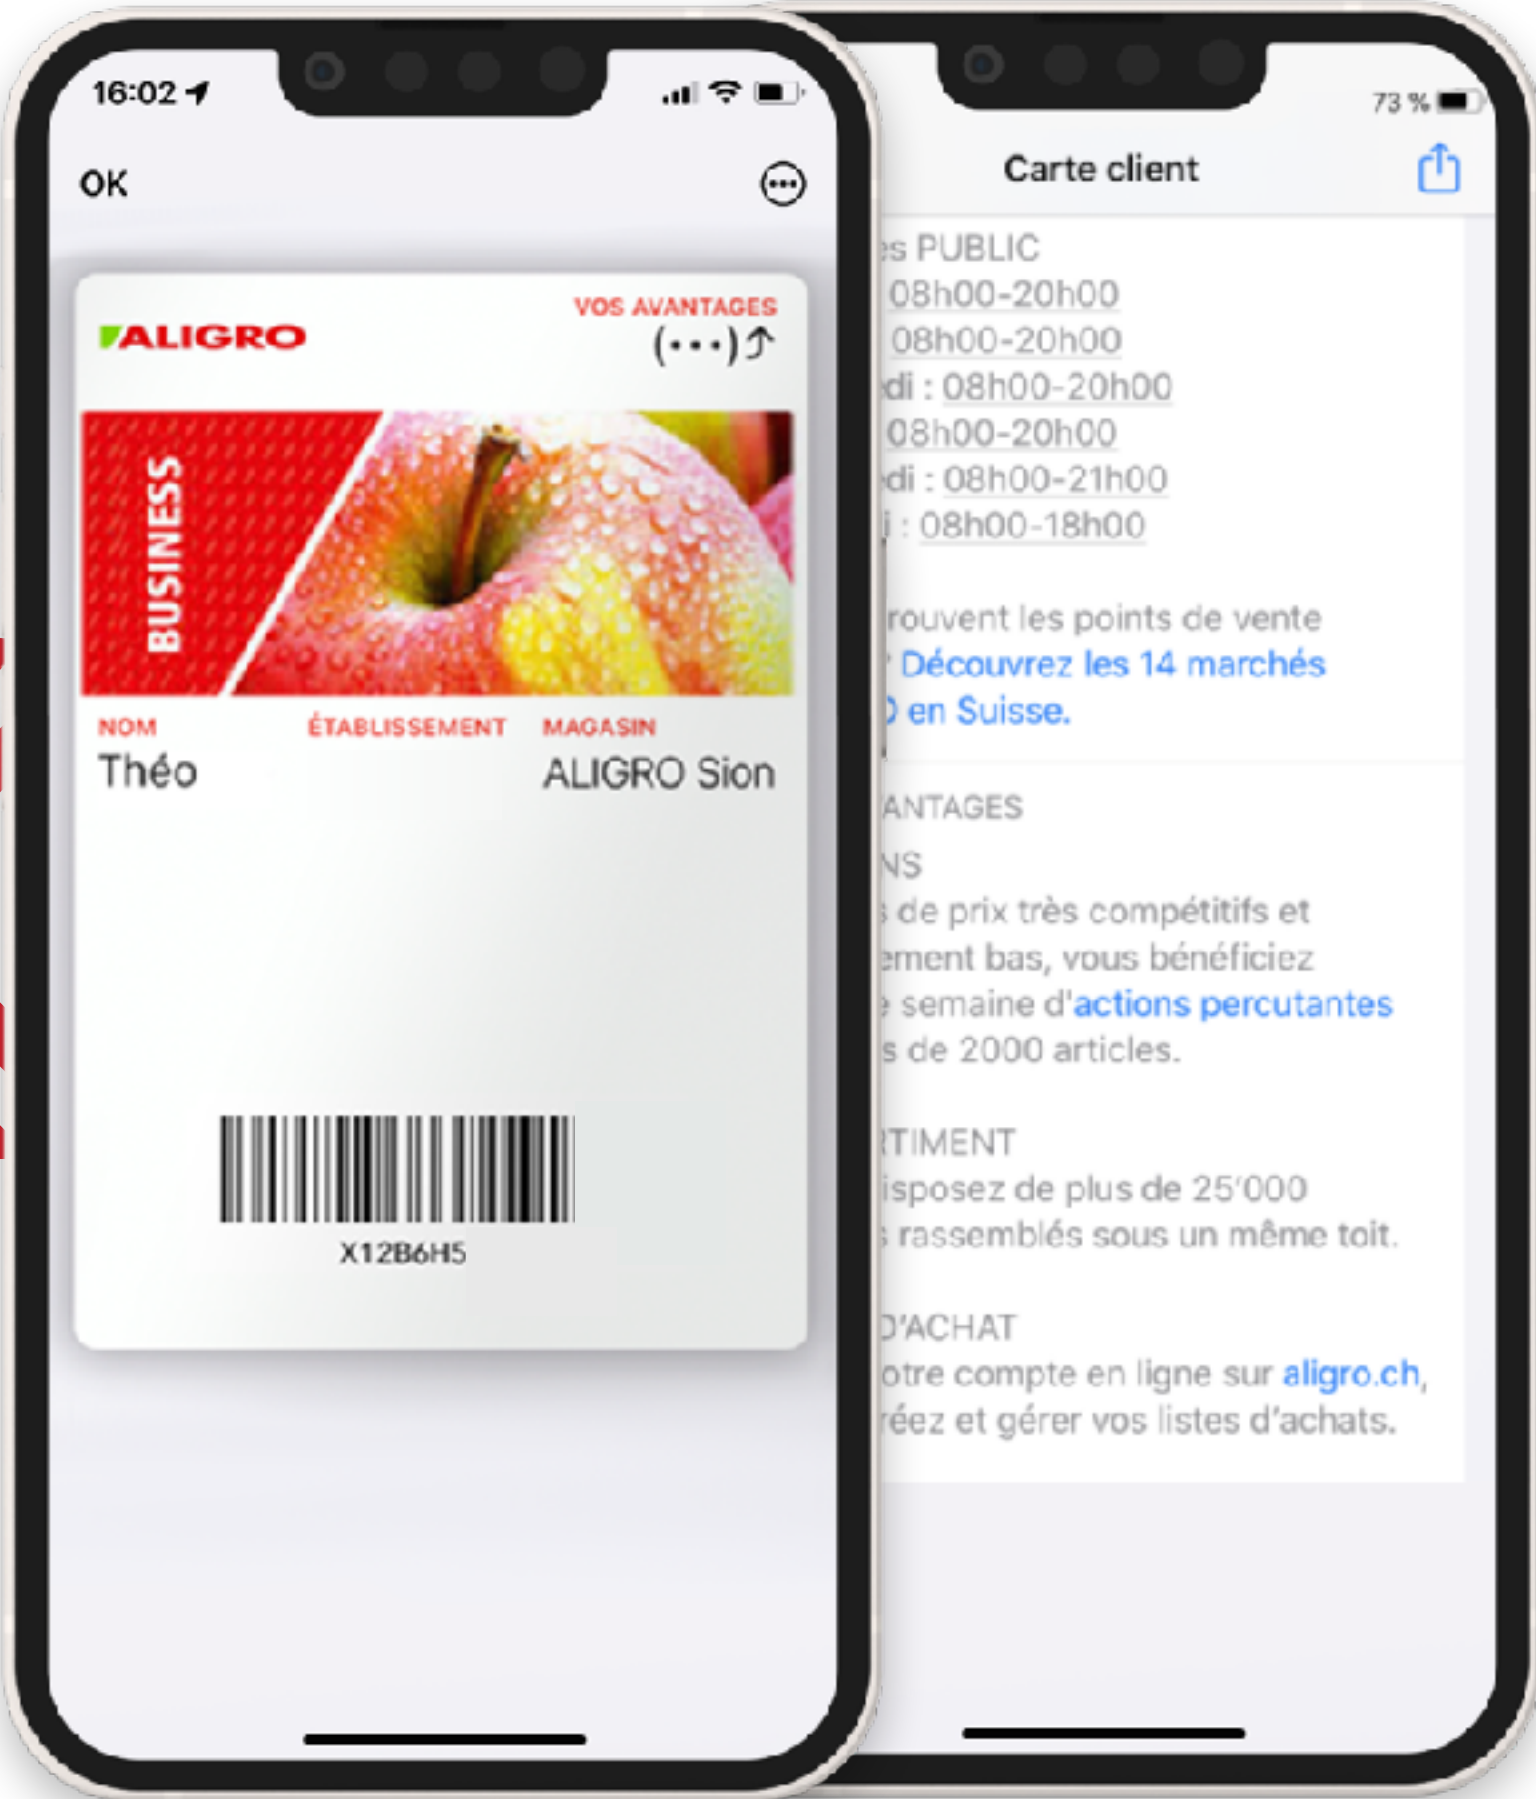 16:02
OK
ALIGRO
VOS AVANTAGES
(•••)
BUSINESS
NOM
Théo
ÉTABLISSEMENT
MAGASIN
ALIGRO Sion
X12B6H5
73 %
Carte client
es PUBLIC
08h00-20h00
08h00-20h00
di : 08h00-20h00
08h00-20h00
di : 08h00-21h00
i : 08h00-18h00
rouvent les points de vente
Découvrez les 14 marchés
en Suisse.
ANTAGES
NS
s de prix très compétitifs et
ement bas, vous bénéficiez
e semaine d'actions percutantes
s de 2000 articles.
RTIMENT
isposez de plus de 25'000
s rassemblés sous un même toit.
D'ACHAT
otre compte en ligne sur aligro.ch,
réez et gérer vos listes d'achats.